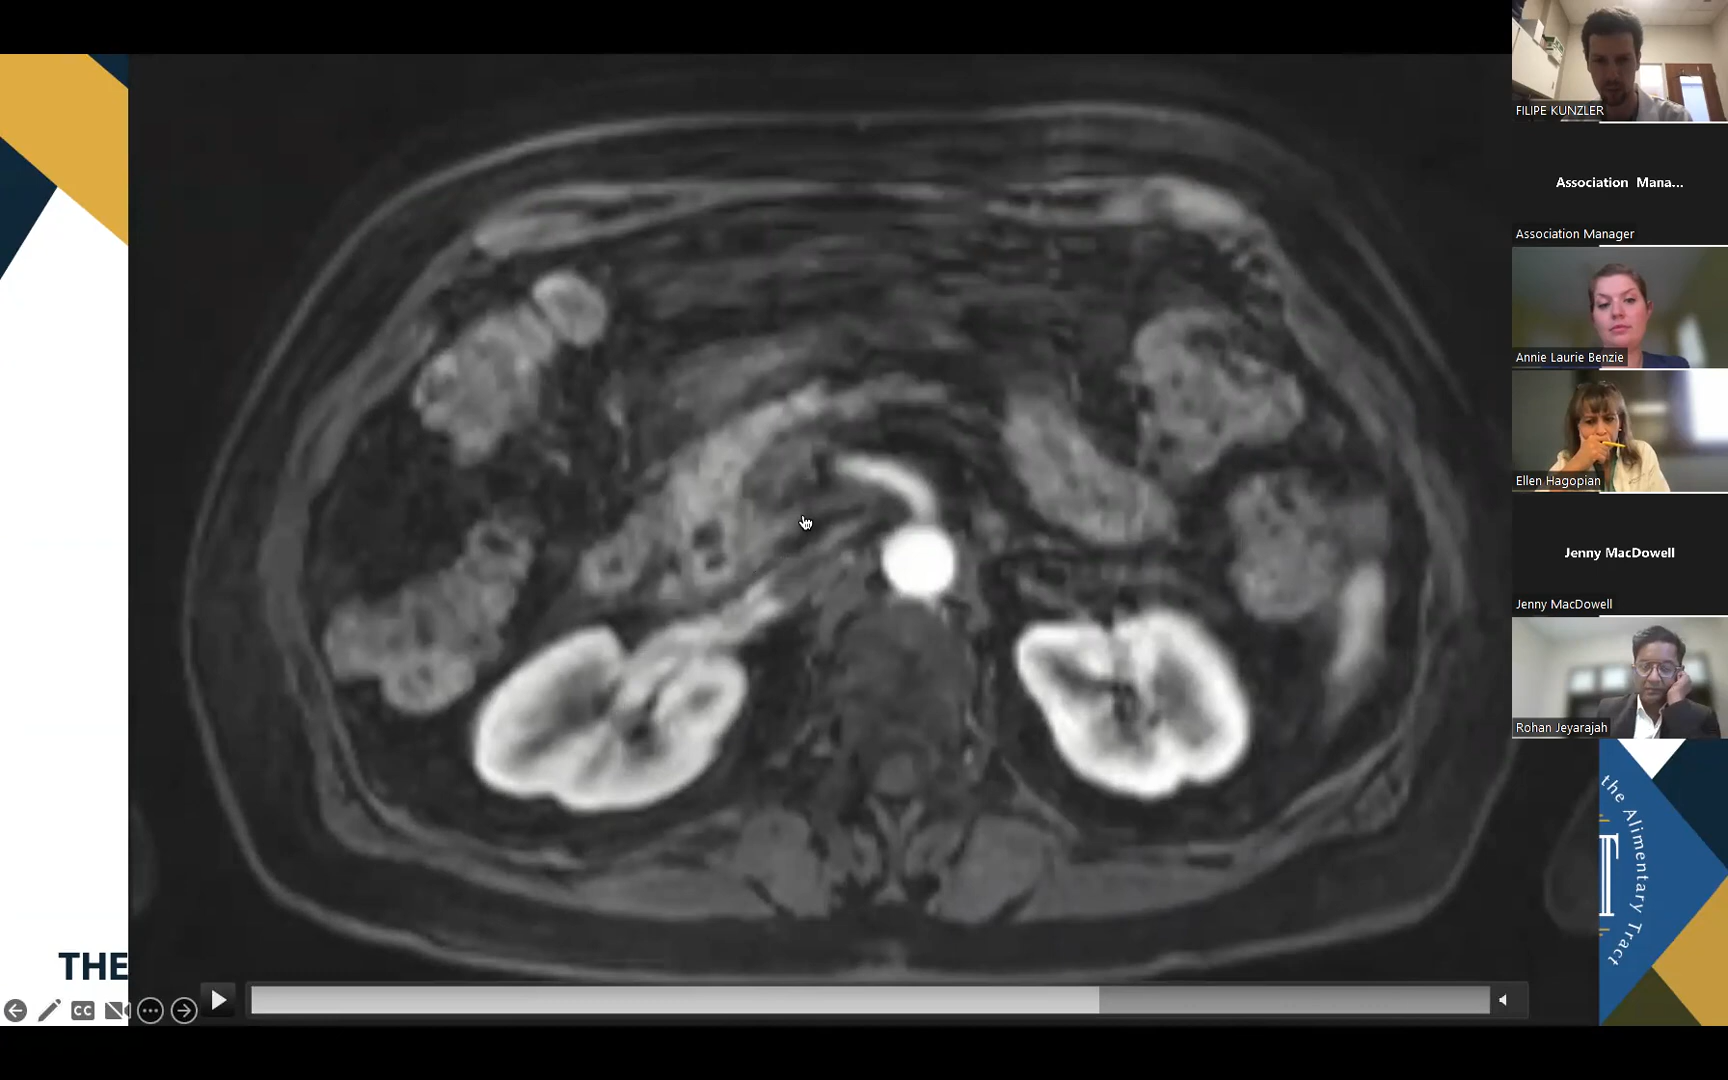 FILIPE KUNZLER
Association Mana...
Association Manager
Annie Laurie Benzie
Ellen Hagopian
Jenny MacDowell
Jenny MacDowell
Rohan Jeyarajah
the Alimentary Tract
T
THE
CC